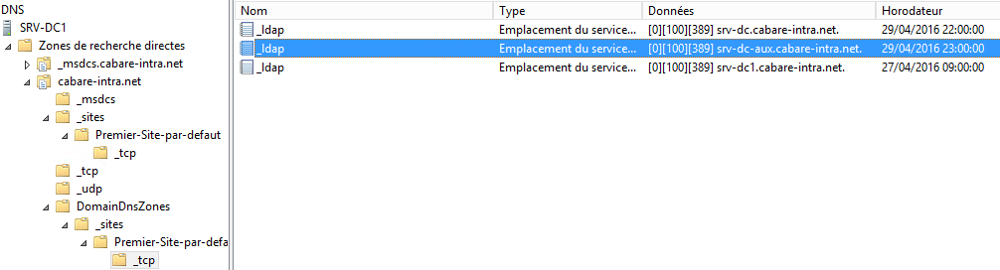 DNS
SRV-DC1
Zones de recherche directes
_msdcs.cabare-intra.net
cabare-intra.net
_msdcs
_sites
Premier-Site-par-defaut
_tcp
_tcp
_udp
DomainDnsZones
_sites
Premier-Site-par-defa
_tcp
Nom Type Données Horodateur
_ldap Emplacement du service... [0][100][389] srv-dc.cabare-intra.net. 29/04/2016 22:00:00
_ldap Emplacement du service... [0][100][389] srv-dc-aux.cabare-intra.net. 29/04/2016 23:00:00
_ldap Emplacement du service... [0][100][389] srv-dc1.cabare-intra.net. 27/04/2016 09:00:00